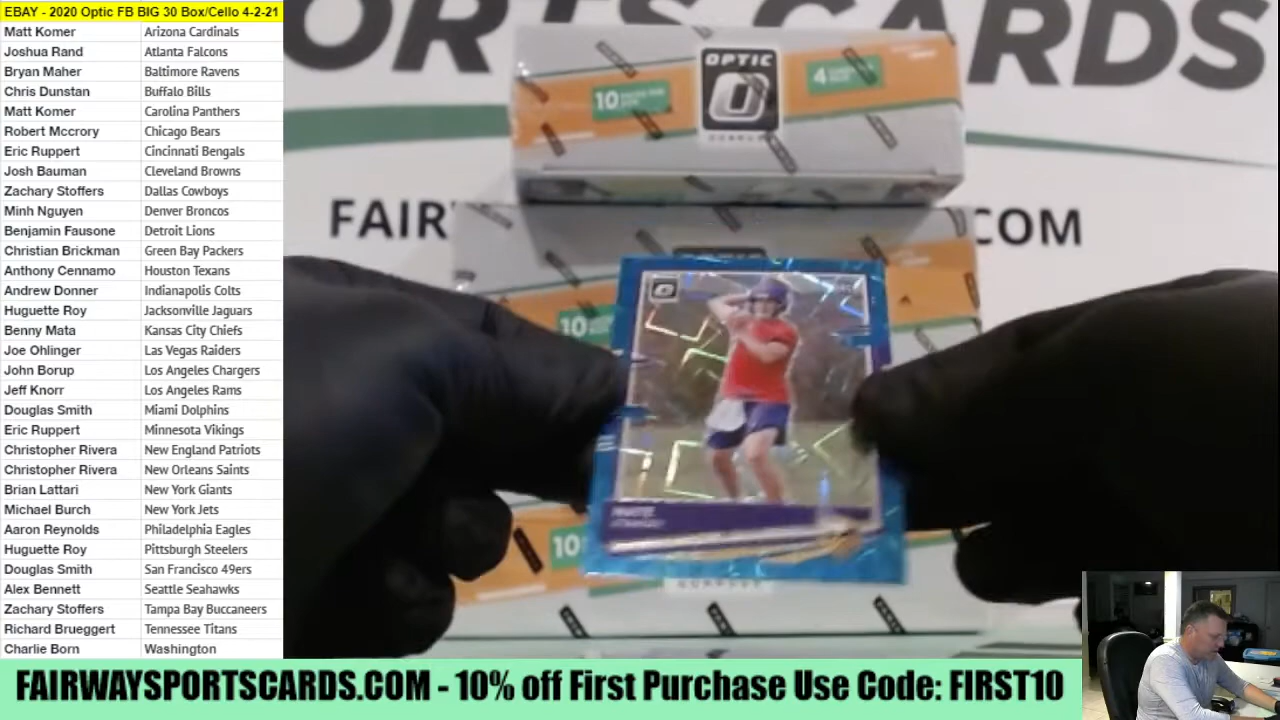 EBAY - 2020 Optic FB BIG 30 Box/Cello 4-2-21
Matt Komer Arizona Cardinals
Joshua Rand Atlanta Falcons
Bryan Maher Baltimore Ravens
Chris Dunstan Buffalo Bills
Matt Komer Carolina Panthers
Robert Mccrory Chicago Bears
Eric Ruppert Cincinnati Bengals
Josh Bauman Cleveland Browns
Zachary Stoffers Dallas Cowboys
Minh Nguyen Denver Broncos
Benjamin Fausone Detroit Lions
Christian Brickman Green Bay Packers
Anthony Cennamo Houston Texans
Andrew Donner Indianapolis Colts
Huguette Roy Jacksonville Jaguars
Benny Mata Kansas City Chiefs
Joe Ohlinger Las Vegas Raiders
John Borup Los Angeles Chargers
Jeff Knorr Los Angeles Rams
Douglas Smith Miami Dolphins
Eric Ruppert Minnesota Vikings
Christopher Rivera New England Patriots
Christopher Rivera New Orleans Saints
Brian Lattari New York Giants
Michael Burch New York Jets
Aaron Reynolds Philadelphia Eagles
Huguette Roy Pittsburgh Steelers
Douglas Smith San Francisco 49ers
Alex Bennett Seattle Seahawks
Zachary Stoffers Tampa Bay Buccaneers
Richard Brueggert Tennessee Titans
Charlie Born Washington
ORTS CARDS
OPTIC
10
4
FAIR
COM
10
10
NATE
FAIRWAYSPORTSCARDS.COM - 10% off First Purchase Use Code: FIRST10